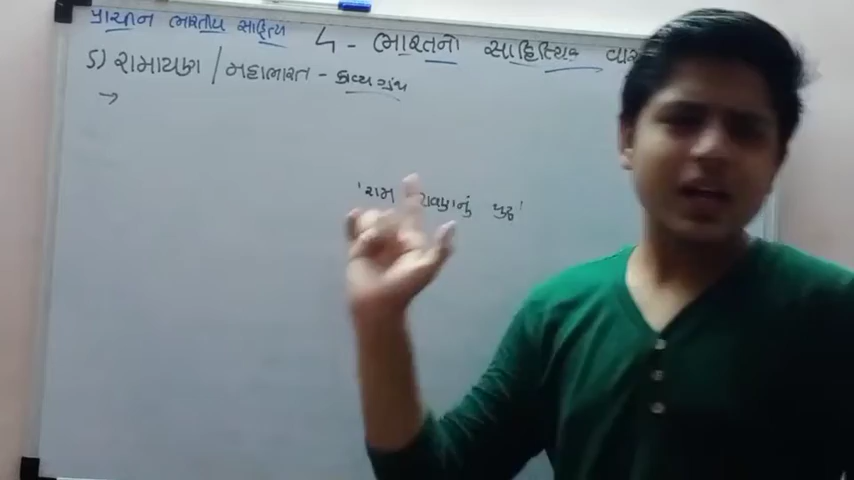 પ્રાચીન ભારતીય સાહિત્ય
4 - ભારતનો સાહિત્યિક
5) રામાયણ / મહાભારત - કાવ્ય ગ્રંથ
→
'રામ રાવણનું યુદ્ધ'